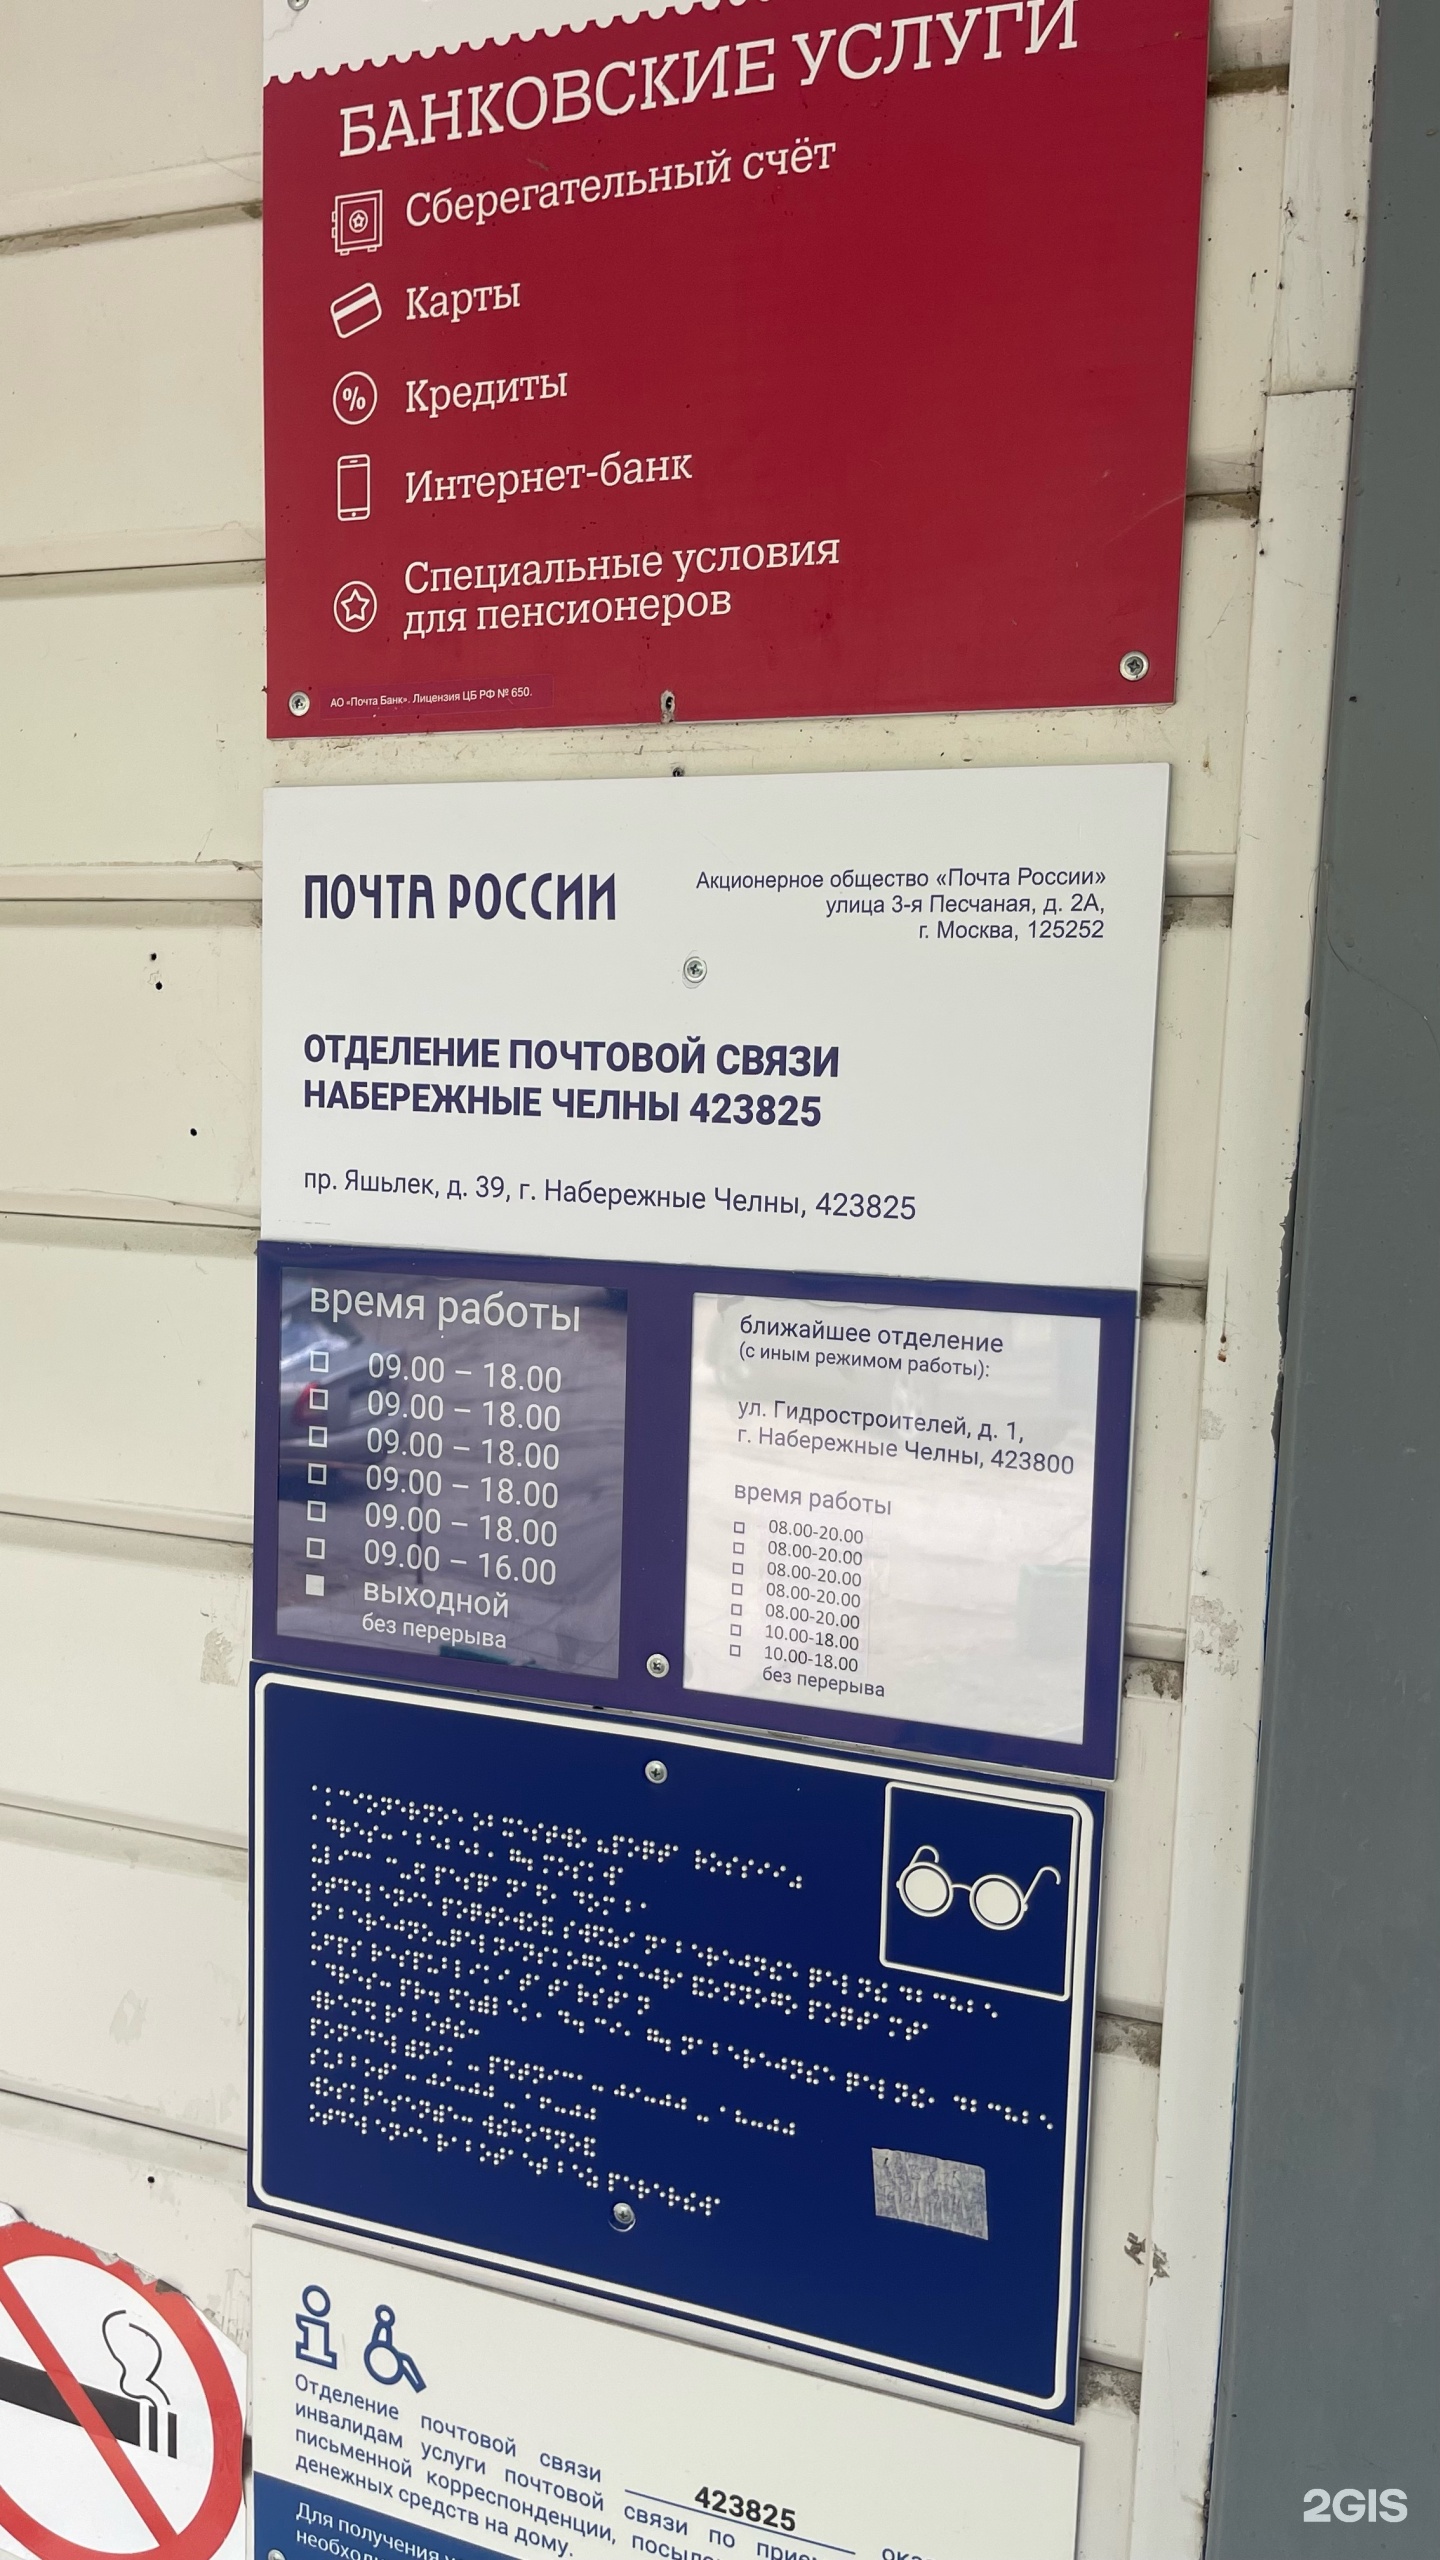 БАНКОВСКИЕ УСЛУГИ
Сберегательный счёт
Карты
%
Кредиты
Интернет-банк
Специальные условия
для пенсионеров
АО «Почта Банк». Лицензия ЦБ РФ № 650.
ПОЧТА РОССИИ
Акционерное общество «Почта России»
улица 3-я Песчаная, д. 2А,
г. Москва, 125252
ОТДЕЛЕНИЕ ПОЧТОВОЙ СВЯЗИ
НАБЕРЕЖНЫЕ ЧЕЛНЫ 423825
пр. Яшьлек, д. 39, г. Набережные Челны, 423825
время работы
09.00 – 18.00
09.00 – 18.00
09.00 – 18.00
09.00 – 18.00
09.00 – 18.00
09.00 – 16.00
выходной
без перерыва
ближайшее отделение
(с иным режимом работы):
ул. Гидростроителей, д. 1,
г. Набережные Челны, 423800
время работы
08.00-20.00
08.00-20.00
08.00-20.00
08.00-20.00
08.00-20.00
10.00-18.00
10.00-18.00
без перерыва
Отделение почтовой связи 423825
инвалидам услуги почтовой связи по
письменной корреспонденции,
денежных средств на дому.
Для получения
2GIS